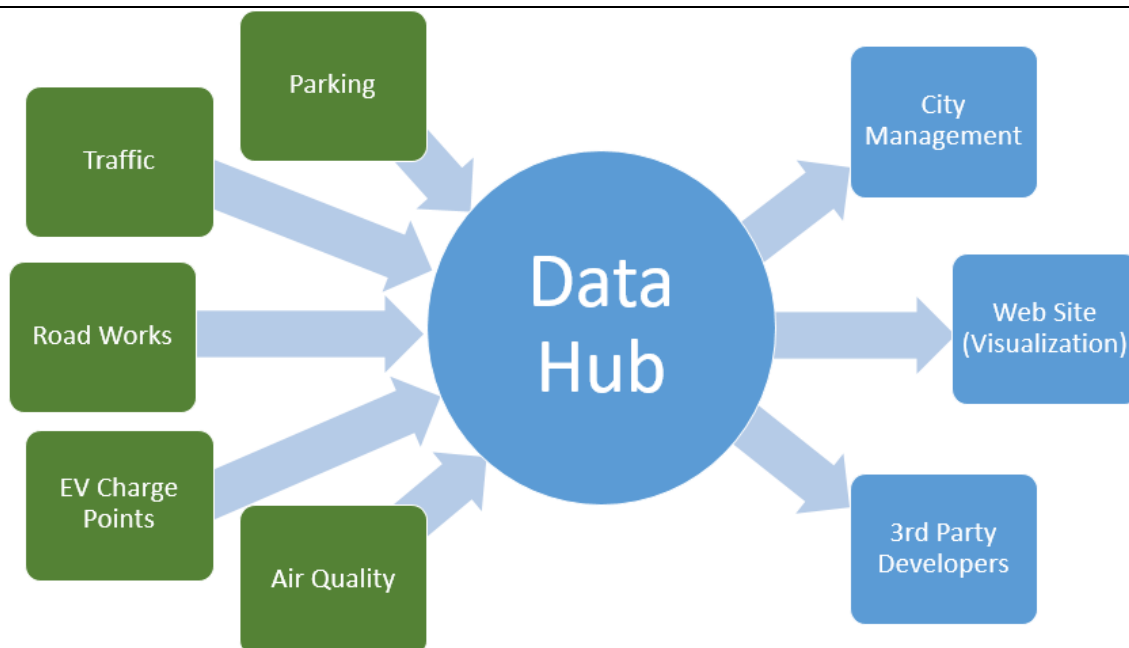 Parking
Traffic
Road Works
EV Charge
Points
Air Quality
Data
Hub
City
Management
Web Site
(Visualization)
3rd Party
Developers